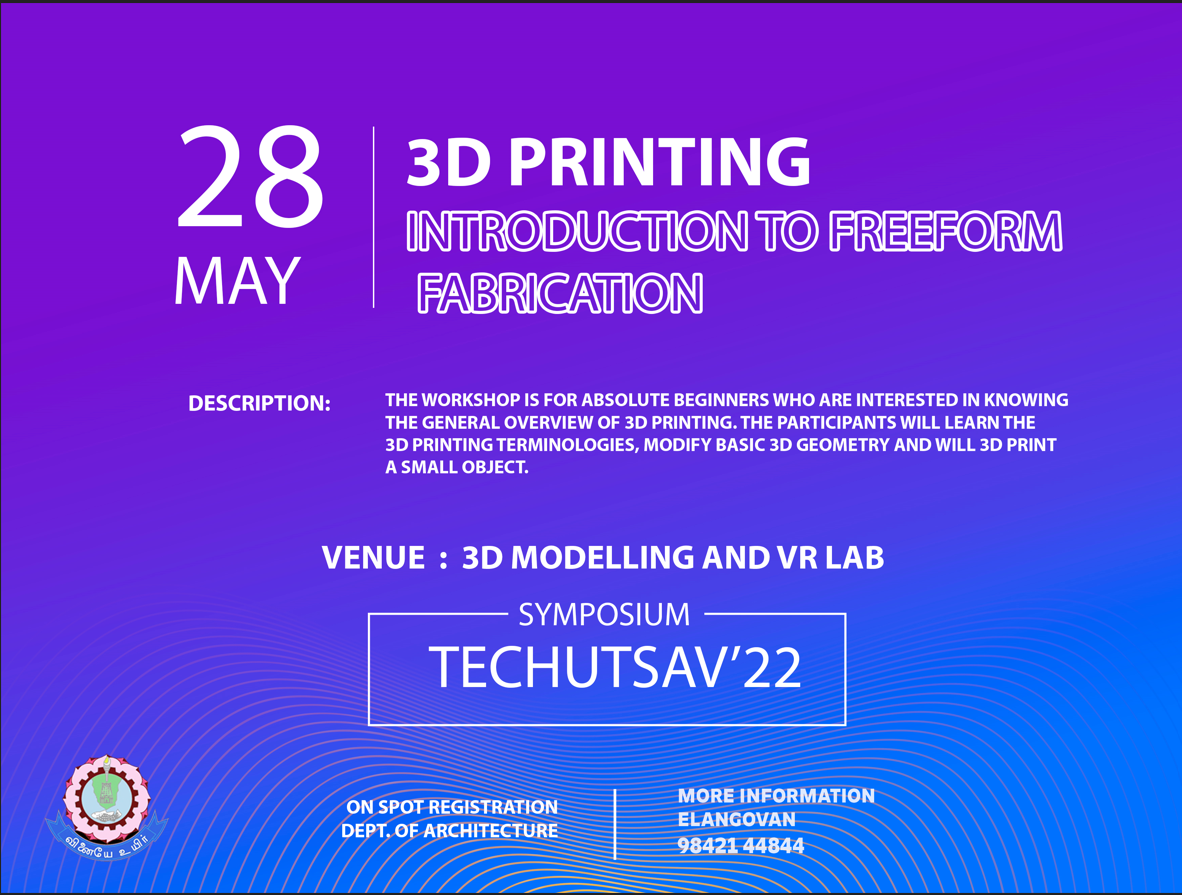 28
MAY
3D PRINTING
INTRODUCTION TO FREEFORM
FABRICATION
DESCRIPTION:
THE WORKSHOP IS FOR ABSOLUTE BEGINNERS WHO ARE INTERESTED IN KNOWING
THE GENERAL OVERVIEW OF 3D PRINTING. THE PARTICIPANTS WILL LEARN THE
3D PRINTING TERMINOLOGIES, MODIFY BASIC 3D GEOMETRY AND WILL 3D PRINT
A SMALL OBJECT.
VENUE : 3D MODELLING AND VR LAB
SYMPOSIUM
TECHUTSAV’22
வினையே உயிர்
ON SPOT REGISTRATION
DEPT. OF ARCHITECTURE
MORE INFORMATION
ELANGOVAN
98421 44844